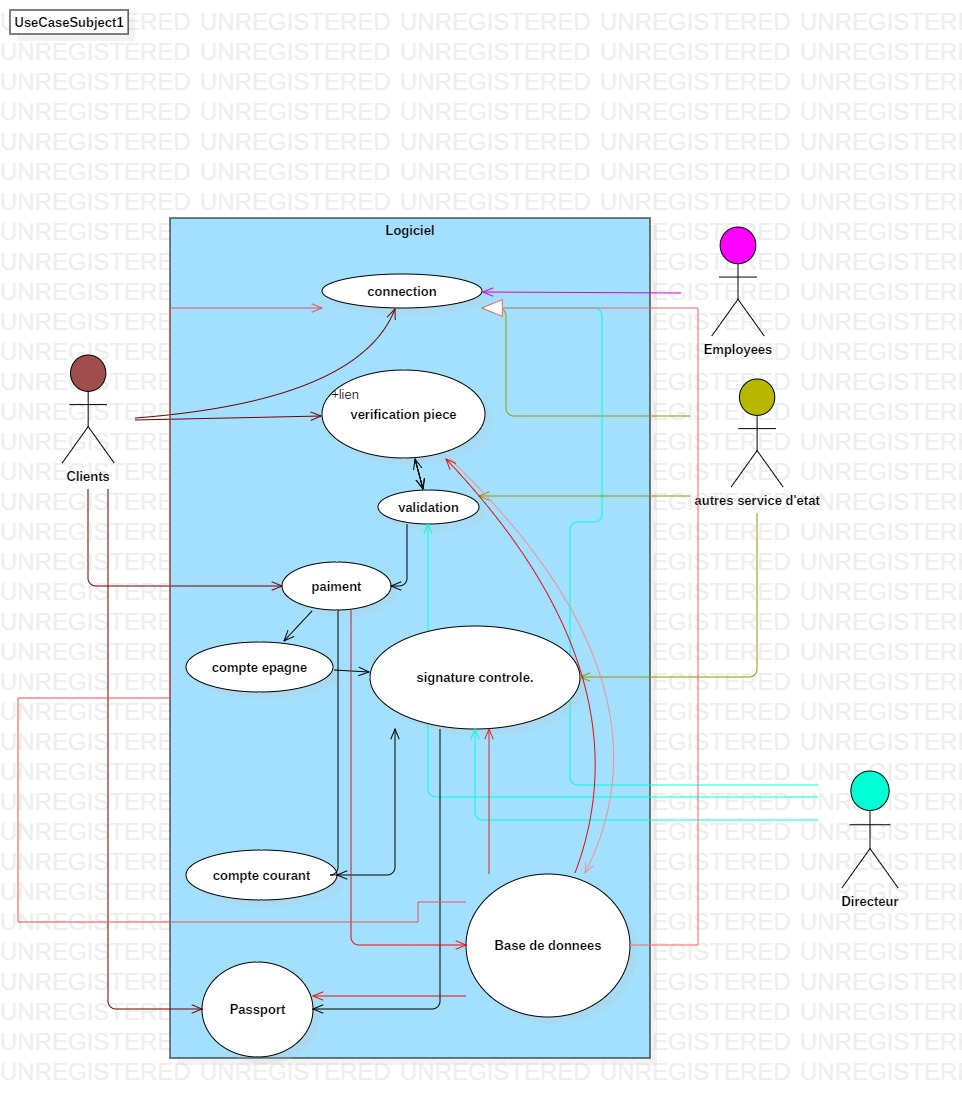 UseCaseSubject1
Logiciel
connection
Employees
+lien
verification piece
Clients
autres service d'etat
validation
paiment
compte epagne
signature controle.
compte courant
Directeur
Base de donnees
Passport
UNREGISTERED